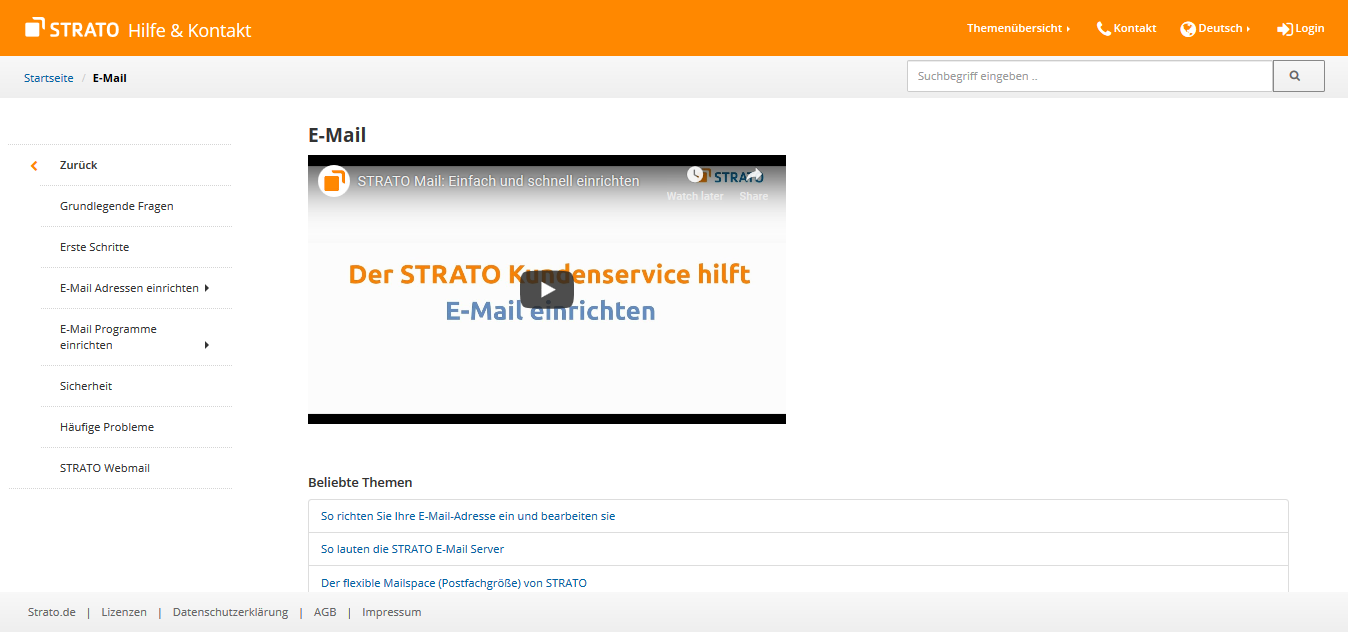 STRATO Hilfe & Kontakt
Themenübersicht
Kontakt
Deutsch
Login
Startseite / E-Mail
Suchbegriff eingeben ..
Zurück
Grundlegende Fragen
Erste Schritte
E-Mail Adressen einrichten
E-Mail Programme
einrichten
Sicherheit
Häufige Probleme
STRATO Webmail
E-Mail
STRATO Mail: Einfach und schnell einrichten
STRATO
Watch later
Share
Der STRATO Kundenservice hilft
E-Mail einrichten
Beliebte Themen
So richten Sie Ihre E-Mail-Adresse ein und bearbeiten sie
So lauten die STRATO E-Mail Server
Der flexible Mailspace (Postfachgröße) von STRATO
Strato.de | Lizenzen | Datenschutzerklärung | AGB | Impressum